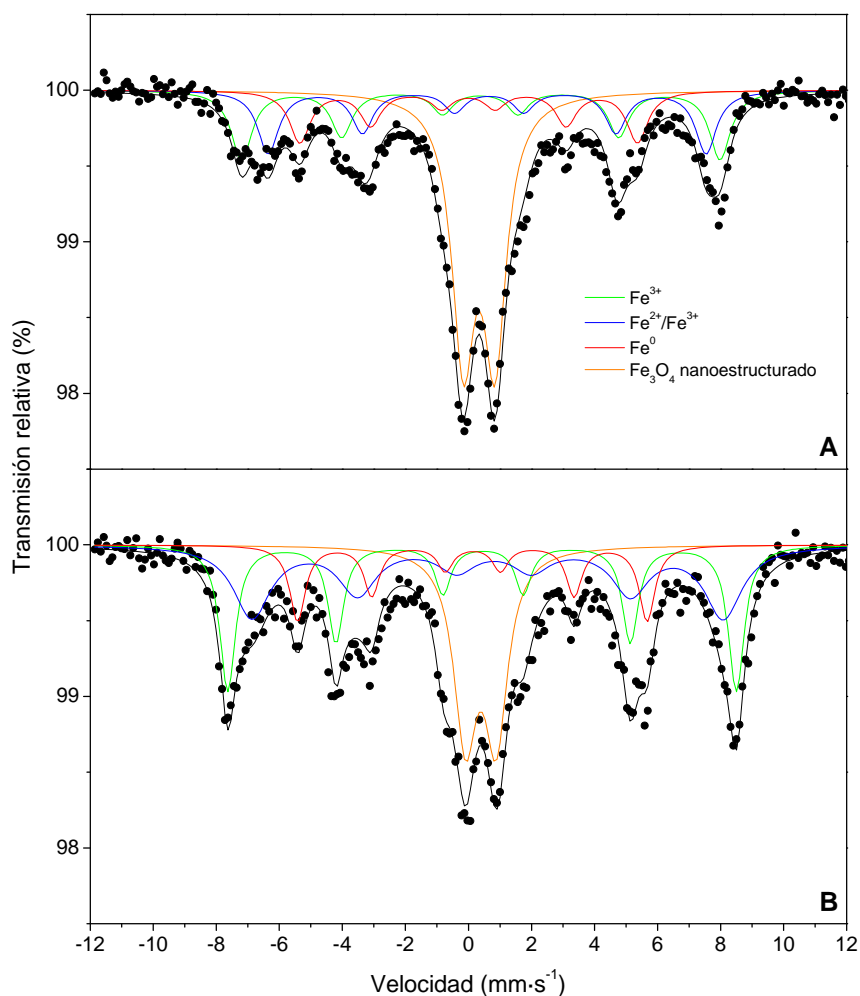 100
99
98
Fe³⁺
Fe²⁺/Fe³⁺
Fe⁰
Fe₃O₄ nanoestructurado
A
100
99
98
B
-12 -10 -8 -6 -4 -2 0 2 4 6 8 10 12
Velocidad (mm·s⁻¹)
Transmisión relativa (%)